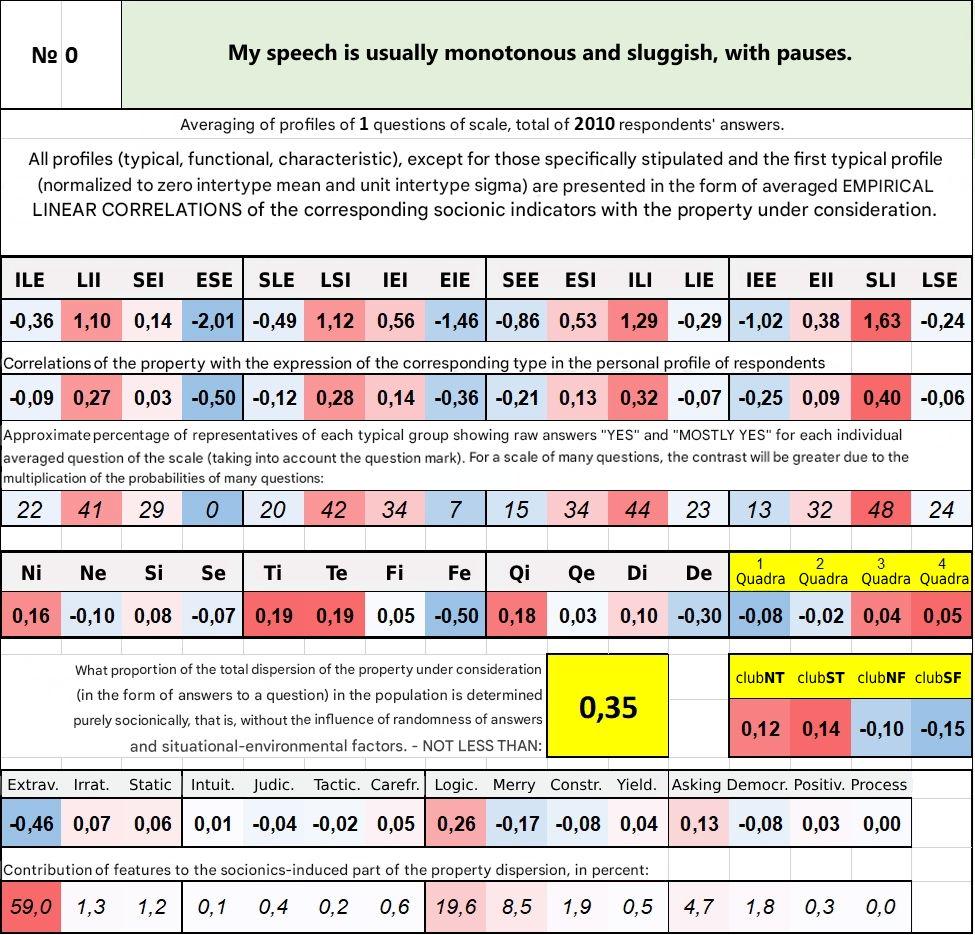 № 0
My speech is usually monotonous and sluggish, with pauses.
Averaging of profiles of 1 questions of scale, total of 2010 respondents' answers.
All profiles (typical, functional, characteristic), except for those specifically stipulated and the first typical profile
(normalized to zero intertype mean and unit intertype sigma) are presented in the form of averaged EMPIRICAL
LINEAR CORRELATIONS of the corresponding socionic indicators with the property under consideration.
ILE LII SEI ESE SLE LSI IEI EIE SEE ESI ILI LIE IEE EII SLI LSE
-0,36 1,10 0,14 -2,01 -0,49 1,12 0,56 -1,46 -0,86 0,53 1,29 -0,29 -1,02 0,38 1,63 -0,24
Correlations of the property with the expression of the corresponding type in the personal profile of respondents
-0,09 0,27 0,03 -0,50 -0,12 0,28 0,14 -0,36 -0,21 0,13 0,32 -0,07 -0,25 0,09 0,40 -0,06
Approximate percentage of representatives of each typical group showing raw answers "YES" and "MOSTLY YES" for each individual
averaged question of the scale (taking into account the question mark). For a scale of many questions, the contrast will be greater due to the
multiplication of the probabilities of many questions:
22 41 29 0 20 42 34 7 15 34 44 23 13 32 48 24
Ni Ne Si Se Ti Te Fi Fe Qi Qe Di De 1 Quadra 2 Quadra 3 Quadra 4 Quadra
0,16 -0,10 0,08 -0,07 0,19 0,19 0,05 -0,50 0,18 0,03 0,10 -0,30 -0,08 -0,02 0,04 0,05
What proportion of the total dispersion of the property under consideration
(in the form of answers to a question) in the population is determined
purely socionically, that is, without the influence of randomness of answers
and situational-environmental factors. - NOT LESS THAN:
0,35
clubNT clubST clubNF clubSF
0,12 0,14 -0,10 -0,15
Extrav. Irrat. Static Intuit. Judic. Tactic. Carefr. Logic. Merry Constr. Yield. Asking Democr. Positiv. Process
-0,46 0,07 0,06 0,01 -0,04 -0,02 0,05 0,26 -0,17 -0,08 0,04 0,13 -0,08 0,03 0,00
Contribution of features to the socionics-induced part of the property dispersion, in percent:
59,0 1,3 1,2 0,1 0,4 0,2 0,6 19,6 8,5 1,9 0,5 4,7 1,8 0,3 0,0